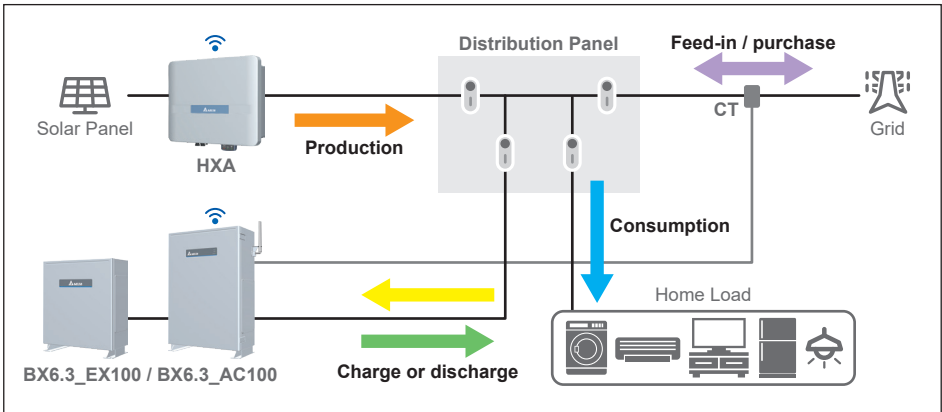 Distribution Panel
Feed-in / purchase
Solar Panel
HXA
Production
CT
Grid
Consumption
Home Load
BX6.3_EX100 / BX6.3_AC100
Charge or discharge